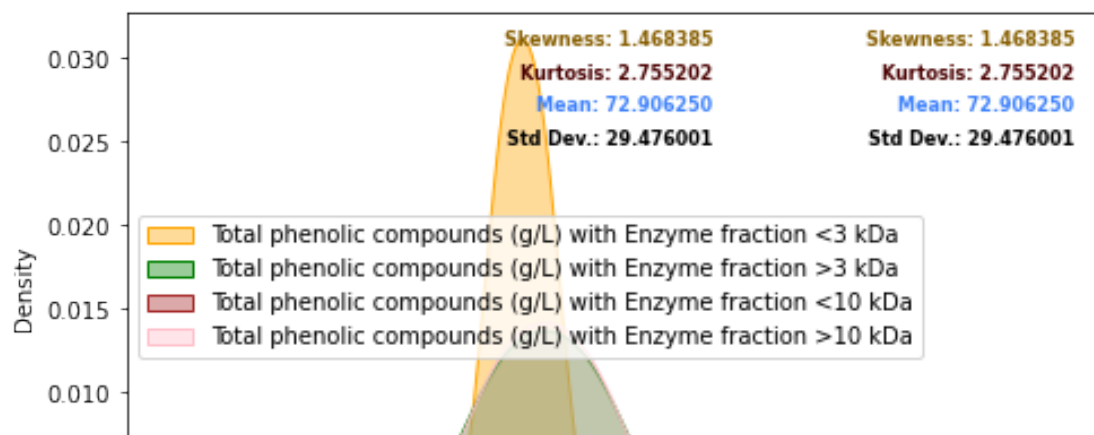 Skewness: 1.468385 Skewness: 1.468385
Kurtosis: 2.755202 Kurtosis: 2.755202
Mean: 72.906250 Mean: 72.906250
Std Dev.: 29.476001 Std Dev.: 29.476001
0.030
0.025
0.020
0.015
0.010
Density
Total phenolic compounds (g/L) with Enzyme fraction <3 kDa
Total phenolic compounds (g/L) with Enzyme fraction >3 kDa
Total phenolic compounds (g/L) with Enzyme fraction <10 kDa
Total phenolic compounds (g/L) with Enzyme fraction >10 kDa